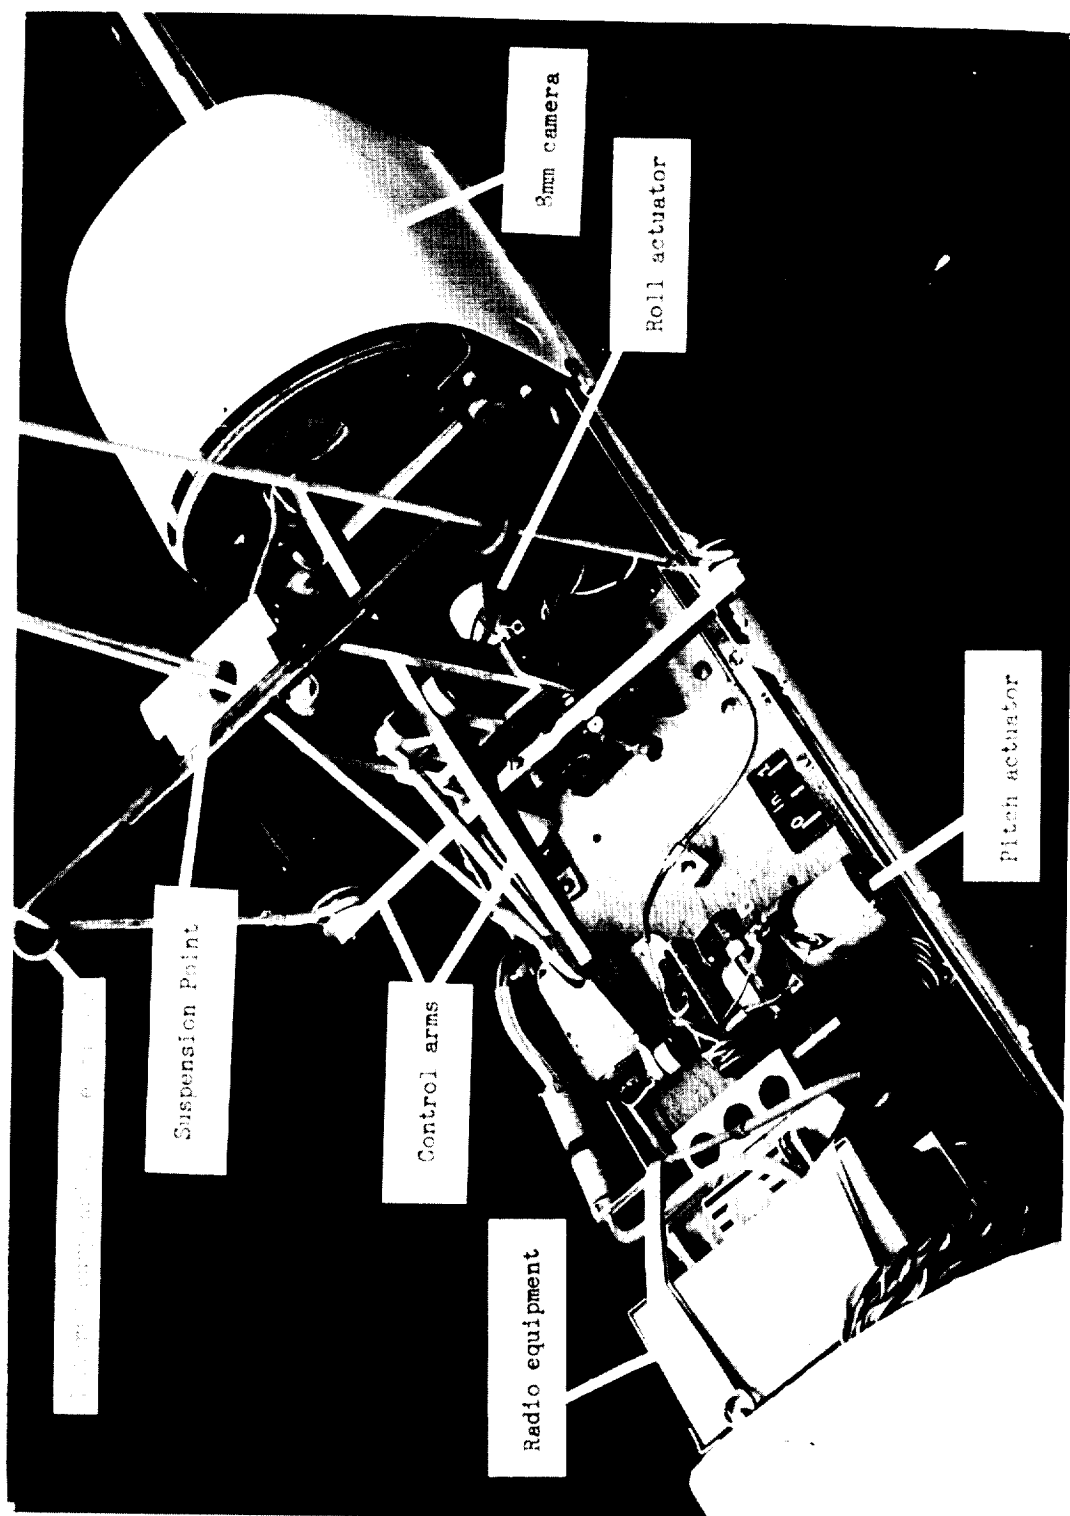 8mm camera
Roll actuator
Pitch actuator
Suspension Point
Control arms
Radio equipment